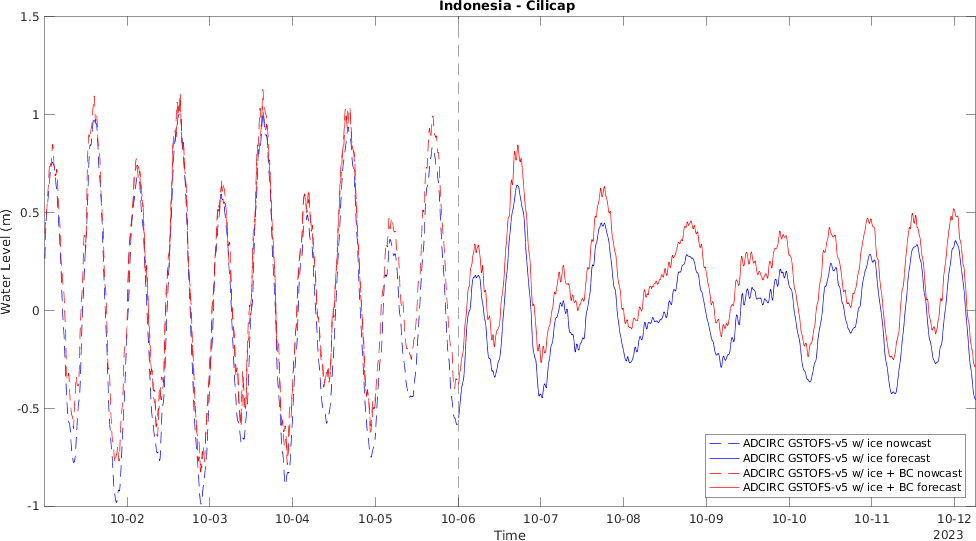 Indonesia - Cilicap
1.5
1
0.5
0
-0.5
-1
Water Level (m)
10-02 10-03 10-04 10-05 10-06 10-07 10-08 10-09 10-10 10-11 10-12
Time
2023
ADCIRC GSTOFS-v5 w/ ice nowcast
ADCIRC GSTOFS-v5 w/ ice forecast
ADCIRC GSTOFS-v5 w/ ice + BC nowcast
ADCIRC GSTOFS-v5 w/ ice + BC forecast